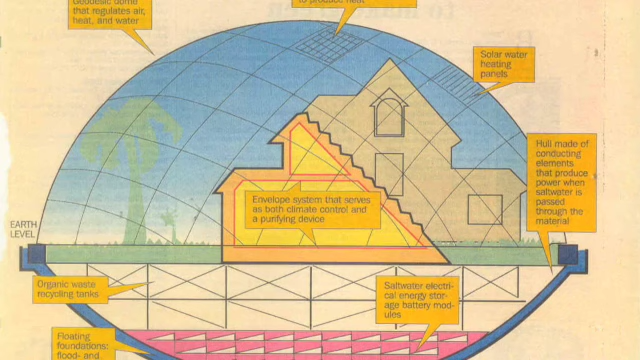 Geodesic dome
that regulates air,
heat, and water
to produce heat
Solar water
heating
panels
Hull made of
conducting
elements
that produce
power when
saltwater is
passed
through the
material
Envelope system that serves
as both climate control and
a purifying device
EARTH
LEVEL
Organic waste
recycling tanks
Saltwater electri-
cal energy stor-
age battery mod-
ules
Floating
foundations:
flood- and